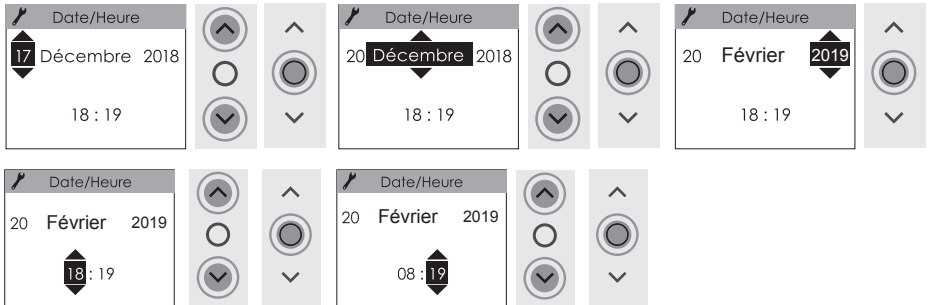 Date/Heure
17 Décembre 2018
18 : 19
Date/Heure
20 Décembre 2018
18 : 19
Date/Heure
20 Février 2019
18 : 19
Date/Heure
20 Février 2019
18 : 19
Date/Heure
20 Février 2019
08 : 19